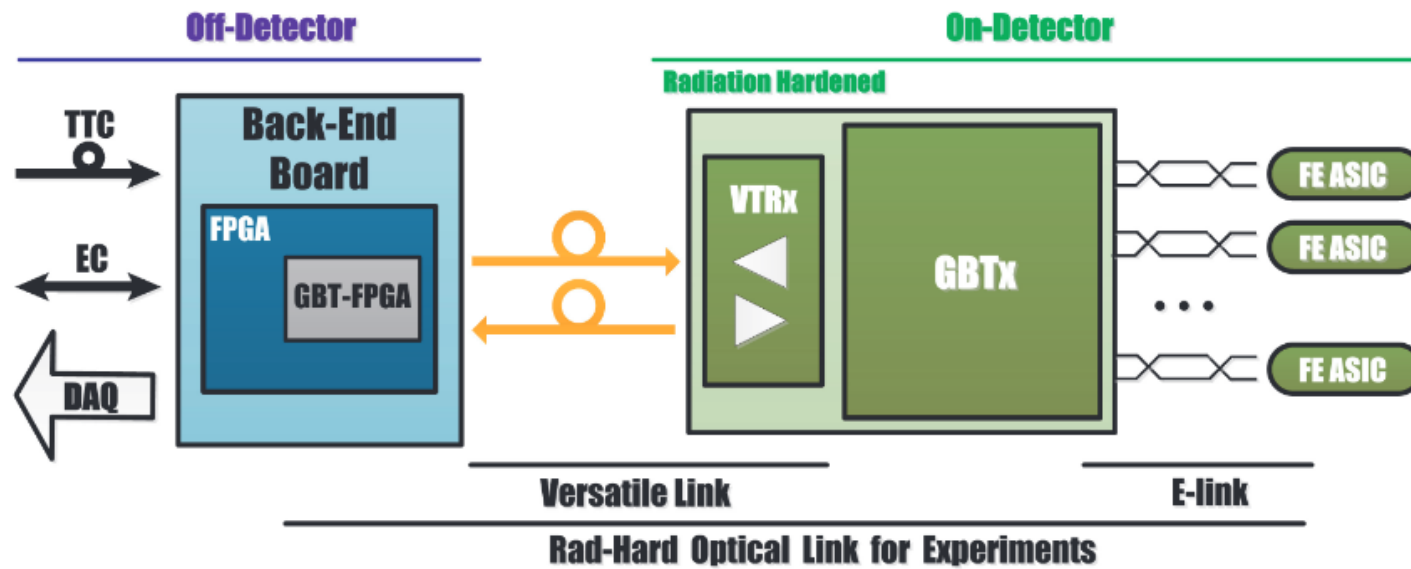 Off-Detector
On-Detector
Radiation Hardened
TTC
Back-End
Board
FPGA
GBT-FPGA
EC
DAQ
VTRx
GBTx
FE ASIC
FE ASIC
...
FE ASIC
Versatile Link
E-link
Rad-Hard Optical Link for Experiments